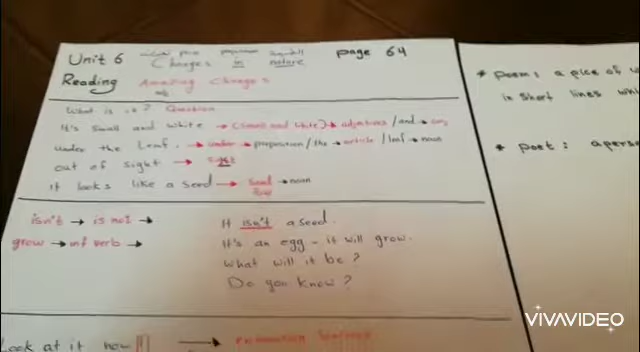 Unit 6 Changes in nature page 64
Reading Amazing Changes
What is it? Question
It's small and white → (small and white) → adjectives / and →
under the leaf. → under → preposition / the → article / leaf → noun
out of sight →
it looks like a seed → seed → noun
isn't → is not → It isn't a seed.
grow → inf verb → It's an egg - it will grow.
What will it be?
Do you know?
Look at it now !! →
* poem: a pice of
in short lines
* poet: a
VIVAVIDEO